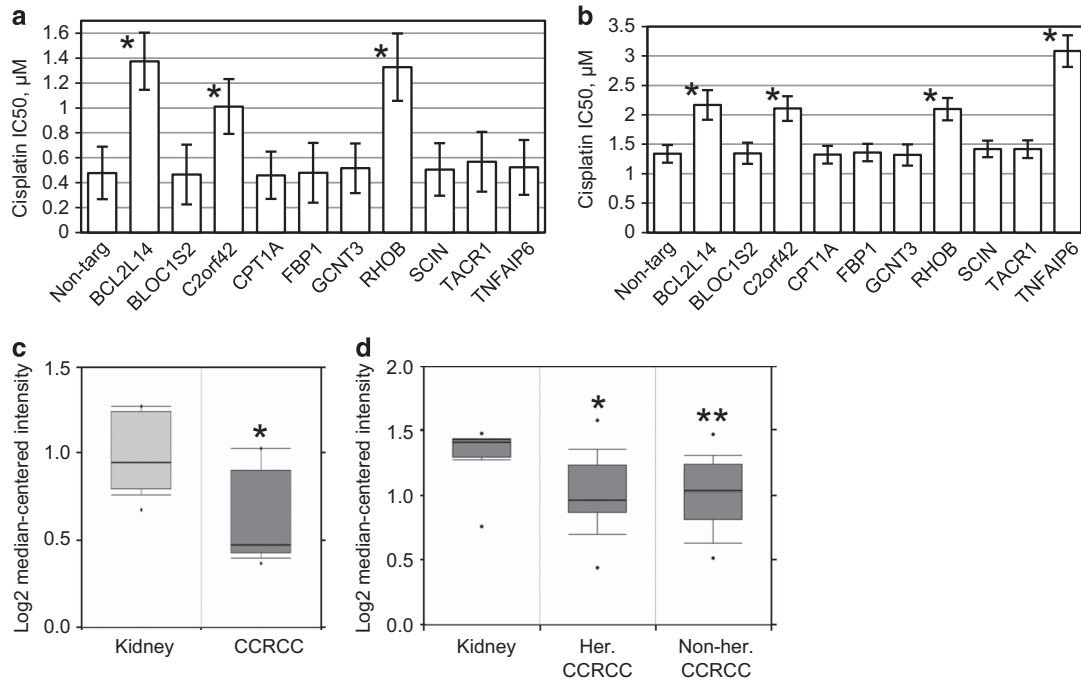 a
Cisplatin IC50, µM
1.6
1.4
1.2
1
0.8
0.6
0.4
0.2
0
*
*
*
Non-targ
BCL2L14
BLOC1S2
C2orf42
CPT1A
FBP1
GCNT3
RHOB
SCIN
TACR1
TNFAIP6
b
Cisplatin IC50, µM
3.5
3
2.5
2
1.5
1
0.5
0
*
*
*
*
Non-targ
BCL2L14
BLOC1S2
C2orf42
CPT1A
FBP1
GCNT3
RHOB
SCIN
TACR1
TNFAIP6
c
Log2 median-centered intensity
1.5
1.0
0.5
0.0
*
Kidney
CCRCC
d
Log2 median-centered intensity
2.0
1.5
1.0
0.5
0.0
*
**
Kidney
Her.
CCRCC
Non-her.
CCRCC